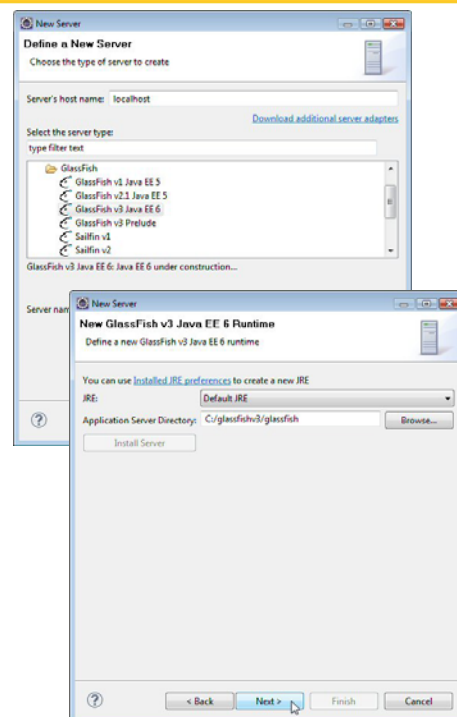 New Server
Define a New Server
Choose the type of server to create
Server's host name: localhost
Download additional server adapters
Select the server type:
type filter text
GlassFish
GlassFish v1 Java EE 5
GlassFish v2.1 Java EE 5
GlassFish v3 Java EE 6
GlassFish v3 Prelude
Sailfin v1
Sailfin v2
GlassFish v3 Java EE 6: Java EE 6 under construction...
Server nam
New Server
New GlassFish v3 Java EE 6 Runtime
Define a new GlassFish v3 Java EE 6 runtime
You can use Installed JRE preferences to create a new JRE
JRE: Default JRE
Application Server Directory: C:/glassfishv3/glassfish Browse...
Install Server
? < Back Next > Finish Cancel
?